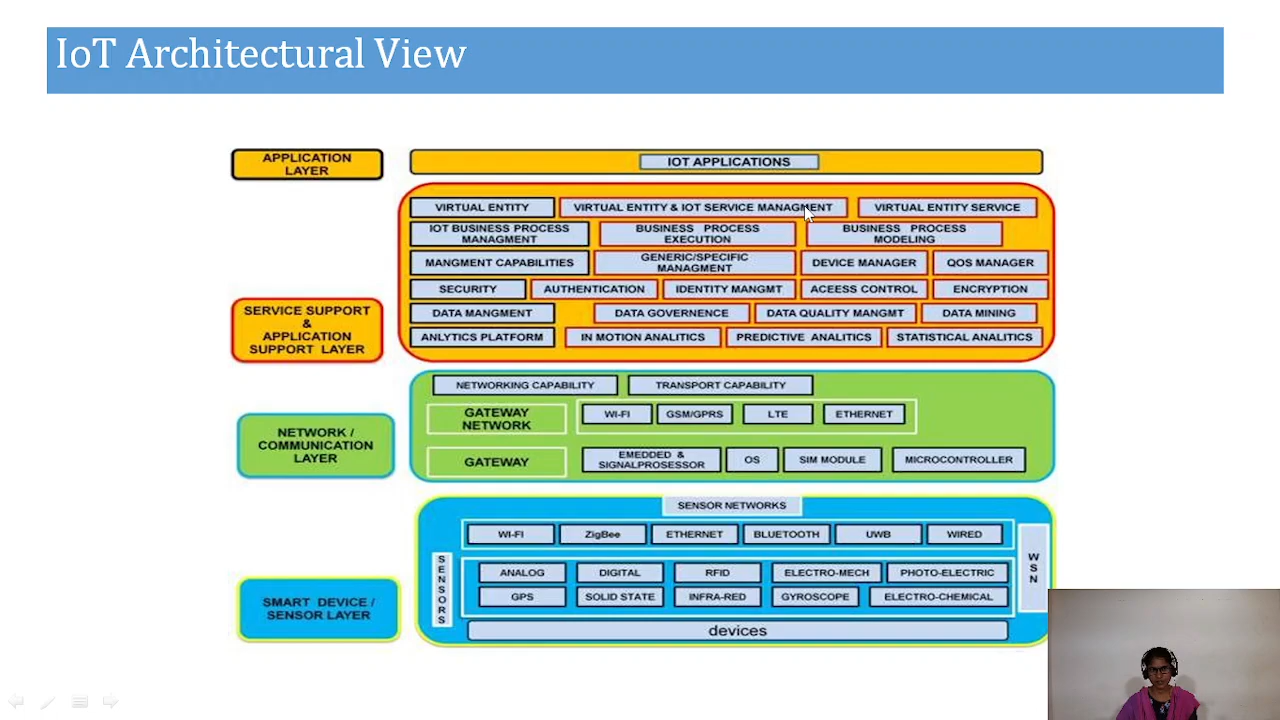 IoT Architectural View
APPLICATION
LAYER
IOT APPLICATIONS
VIRTUAL ENTITY
VIRTUAL ENTITY & IOT SERVICE MANAGMENT
VIRTUAL ENTITY SERVICE
IOT BUSINESS PROCESS
MANAGMENT
BUSINESS PROCESS
EXECUTION
BUSINESS PROCESS
MODELING
MANGMENT CAPABILITIES
GENERIC/SPECIFIC
MANAGMENT
DEVICE MANAGER
QOS MANAGER
SECURITY
AUTHENTICATION
IDENTITY MANGMT
ACEESS CONTROL
ENCRYPTION
SERVICE SUPPORT
&
APPLICATION
SUPPORT LAYER
DATA MANGMENT
DATA GOVERNENCE
DATA QUALITY MANGMT
DATA MINING
ANLYTICS PLATFORM
IN MOTION ANALITICS
PREDICTIVE ANALITICS
STATISTICAL ANALITICS
NETWORKING CAPABILITY
TRANSPORT CAPABILITY
NETWORK /
COMMUNICATION
LAYER
GATEWAY
NETWORK
WI-FI
GSM/GPRS
LTE
ETHERNET
GATEWAY
EMEDDED &
SIGNALPROSESSOR
OS
SIM MODULE
MICROCONTROLLER
SENSOR NETWORKS
WI-FI
ZigBee
ETHERNET
BLUETOOTH
UWB
WIRED
SMART DEVICE /
SENSOR LAYER
SENSORS
ANALOG
DIGITAL
RFID
ELECTRO-MECH
PHOTO-ELECTRIC
WSN
GPS
SOLID STATE
INFRA-RED
GYROSCOPE
ELECTRO-CHEMICAL
devices